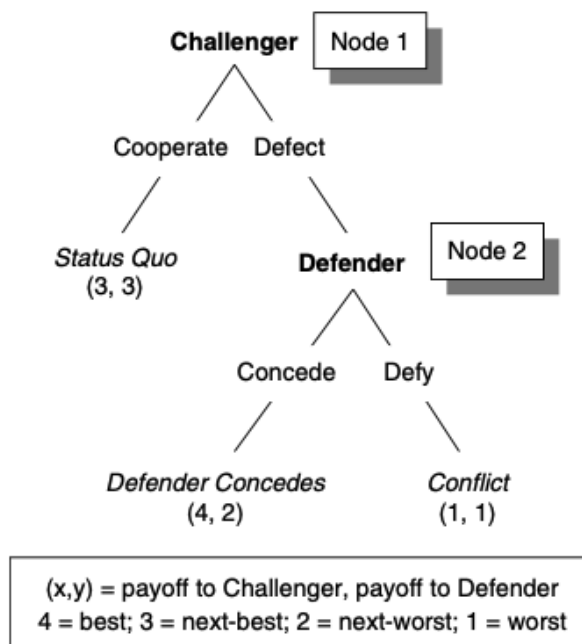 Challenger Node 1
Cooperate Defect
Status Quo
(3, 3)
Defender Node 2
Concede Defy
Defender Concedes Conflict
(4, 2) (1, 1)
(x,y) = payoff to Challenger, payoff to Defender
4 = best; 3 = next-best; 2 = next-worst; 1 = worst